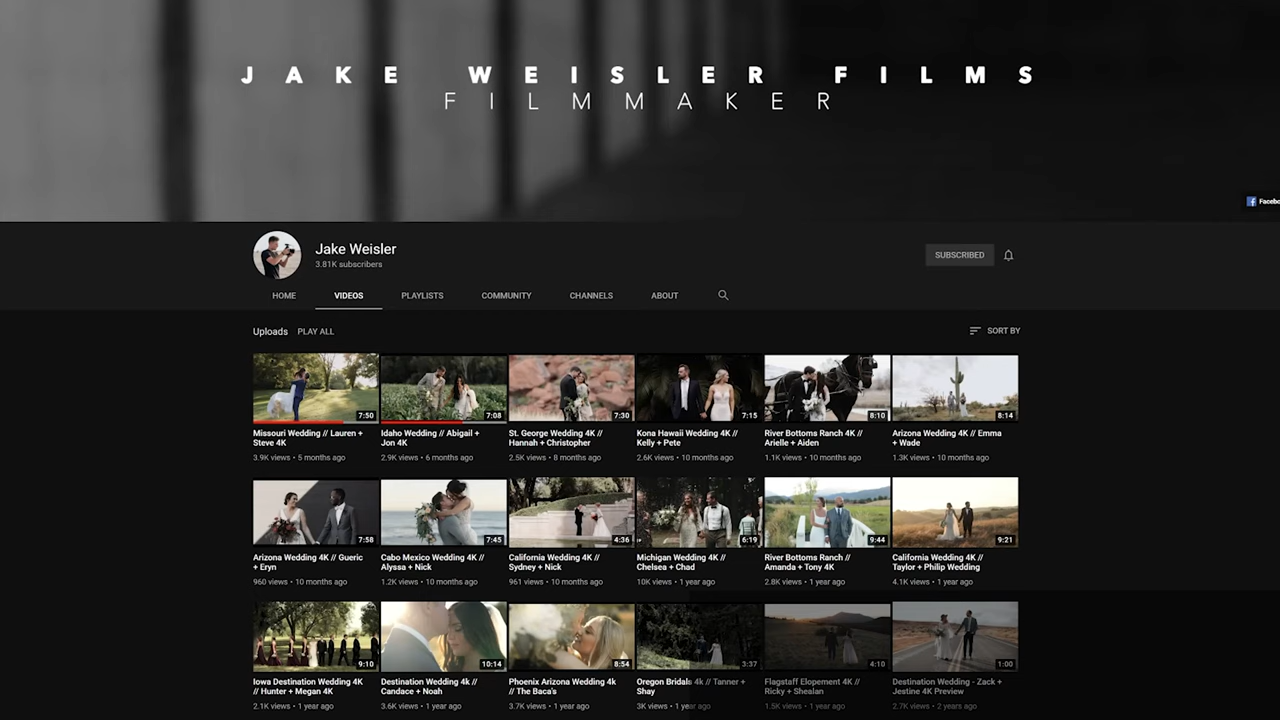 JAKE WEISLER FILMS
FILMMAKER
Jake Weisler
3.81K subscribers
SUBSCRIBED
HOME
VIDEOS
PLAYLISTS
COMMUNITY
CHANNELS
ABOUT
Uploads PLAY ALL
SORT BY
7:50
7:08
7:30
7:15
8:10
8:14
Missouri Wedding // Lauren +
Steve 4K
3.9K views • 5 months ago
Idaho Wedding // Abigail +
Jon 4K
2.9K views • 6 months ago
St. George Wedding 4K //
Hannah + Christopher
2.5K views • 8 months ago
Kona Hawaii Wedding 4K //
Kelly + Pete
2.6K views • 10 months ago
River Bottoms Ranch 4K //
Arielle + Aiden
1.1K views • 10 months ago
Arizona Wedding 4K // Emma
+ Wade
1.3K views • 10 months ago
7:58
7:45
4:36
6:19
9:44
9:21
Arizona Wedding 4K // Gueric
+ Eryn
960 views • 10 months ago
Cabo Mexico Wedding 4K //
Alyssa + Nick
1.2K views • 10 months ago
California Wedding 4K //
Sydney + Nick
961 views • 10 months ago
Michigan Wedding 4K //
Chelsea + Chad
10K views • 1 year ago
River Bottoms Ranch //
Amanda + Tony 4K
2.8K views • 1 year ago
California Wedding 4K //
Taylor + Philip Wedding
4.1K views • 1 year ago
9:10
10:14
8:54
3:37
4:10
1:00
Iowa Destination Wedding 4K
// Hunter + Megan 4K
2.1K views • 1 year ago
Destination Wedding 4k //
Candace + Noah
3.6K views • 1 year ago
Phoenix Arizona Wedding 4k
// The Baca's
3.7K views • 1 year ago
Oregon Bridals 4k // Tanner +
Shay
3K views • 1 year ago
Flagstaff Elopement 4K //
Ricky + Shealan
1.5K views • 1 year ago
Destination Wedding - Zack +
Jestine 4K Preview
2.7K views • 2 years ago